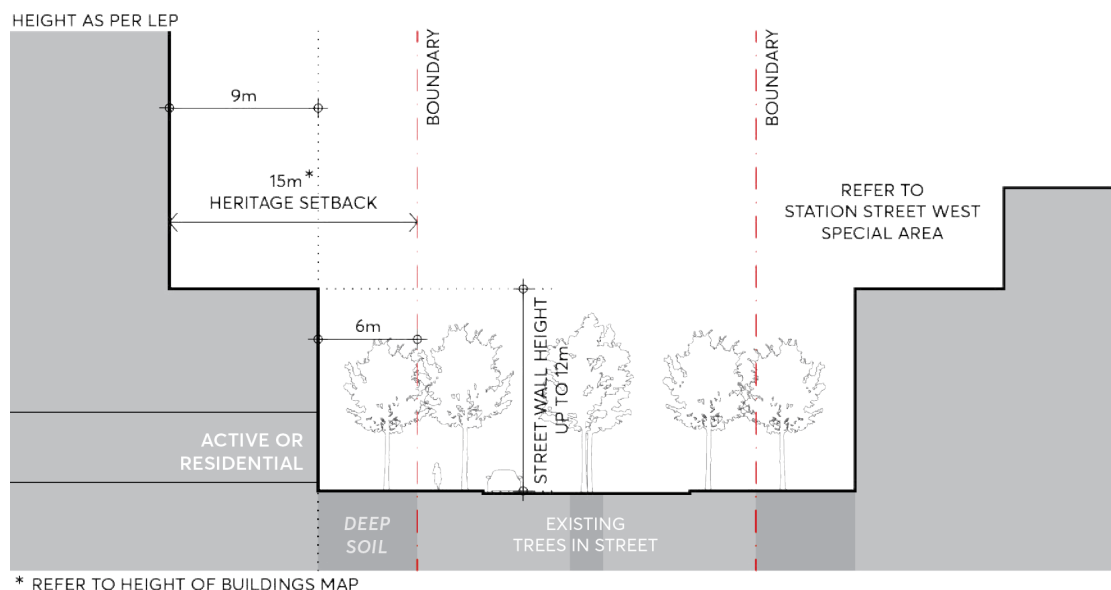 HEIGHT AS PER LEP
BOUNDARY
BOUNDARY
9m
15m*
HERITAGE SETBACK
REFER TO
STATION STREET WEST
SPECIAL AREA
6m
STREET WALL HEIGHT
UP TO 12m
ACTIVE OR
RESIDENTIAL
DEEP
SOIL
EXISTING
TREES IN STREET
* REFER TO HEIGHT OF BUILDINGS MAP